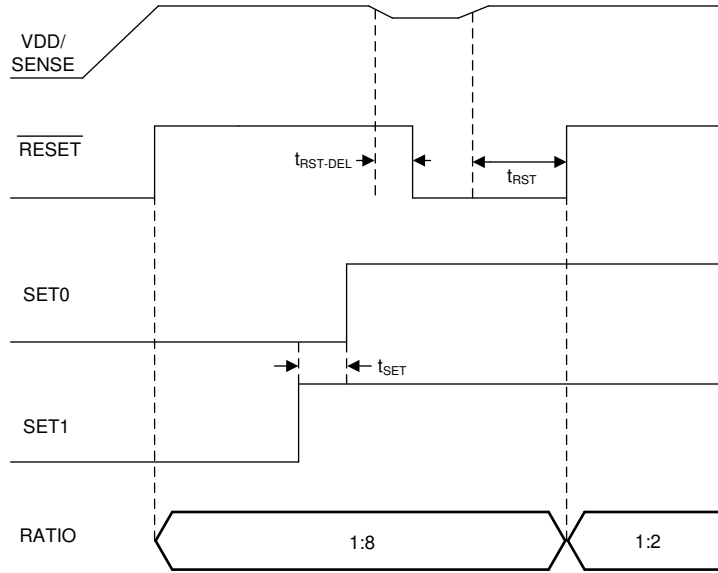 VDD/
SENSE
RESET
tRST-DEL
tRST
SET0
tSET
SET1
RATIO
1:8
1:2